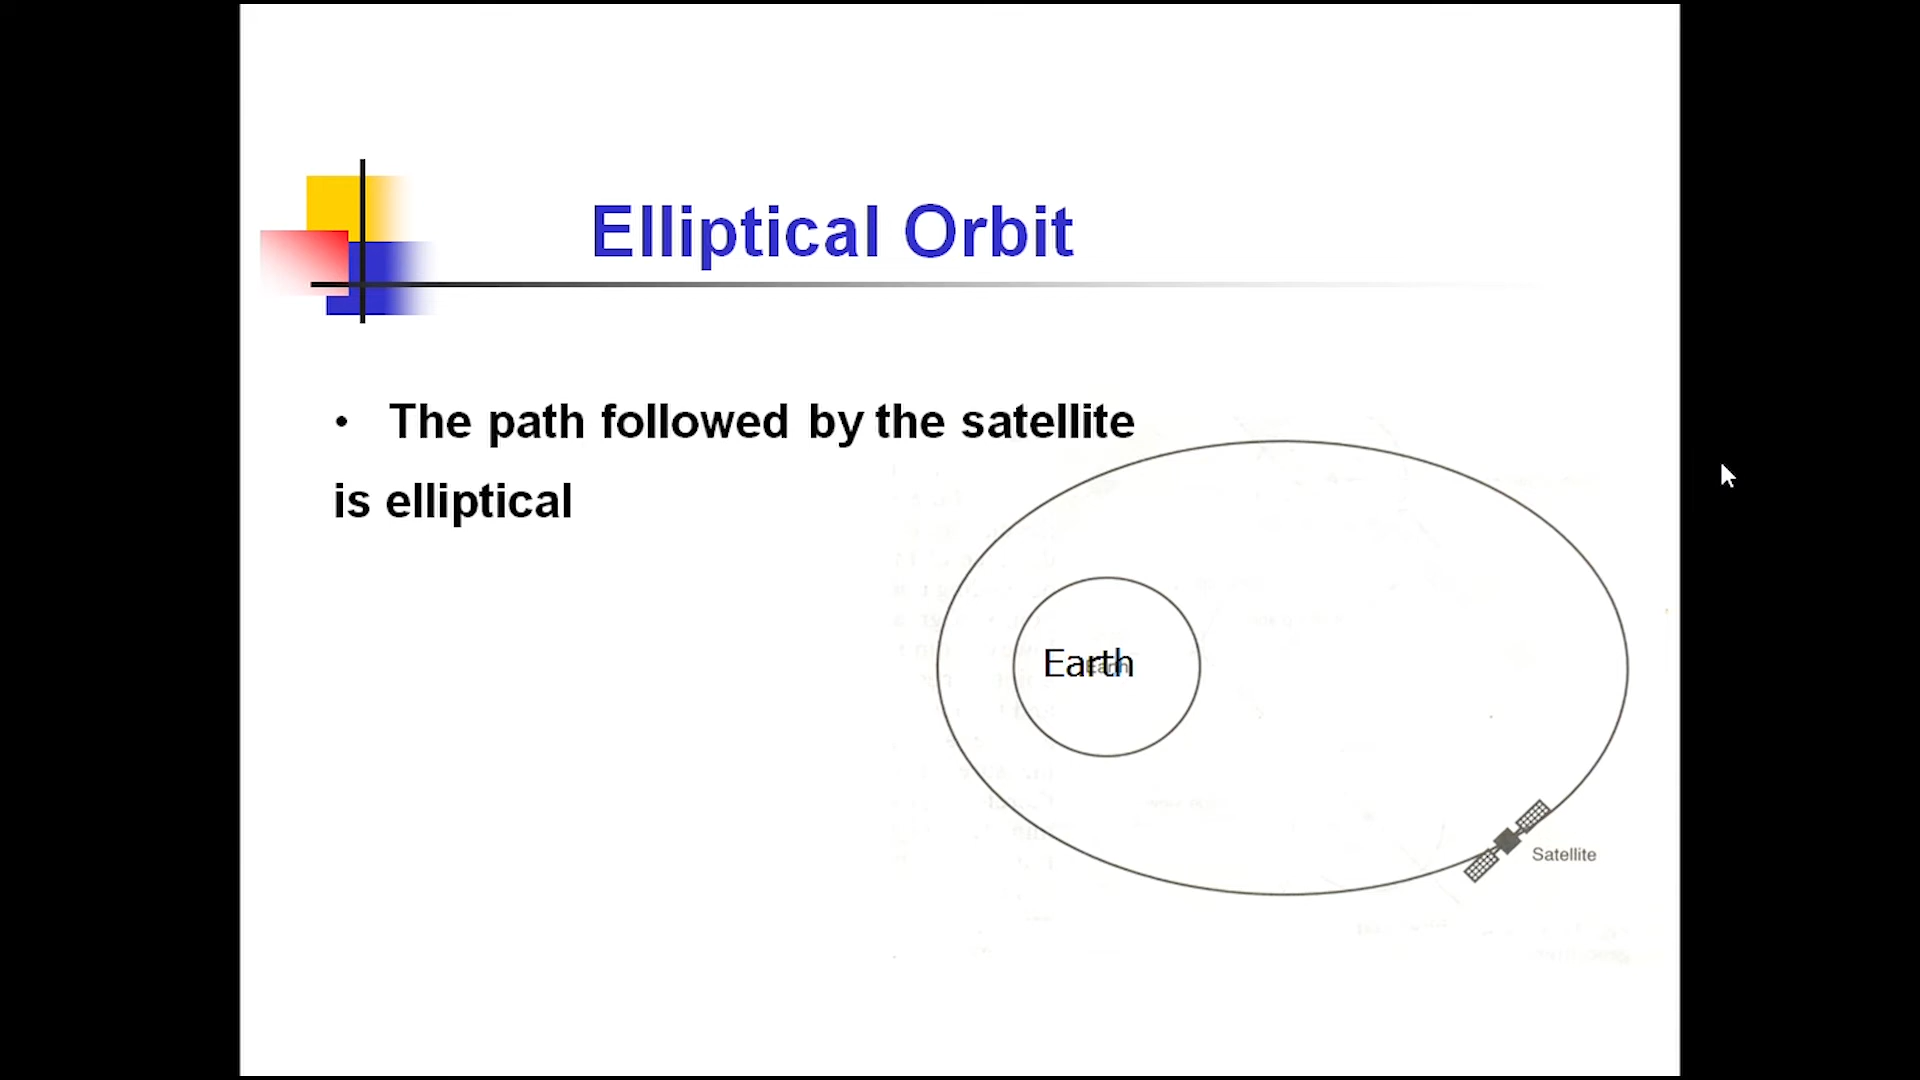 Elliptical Orbit
• The path followed by the satellite
is elliptical
Earth
Satellite